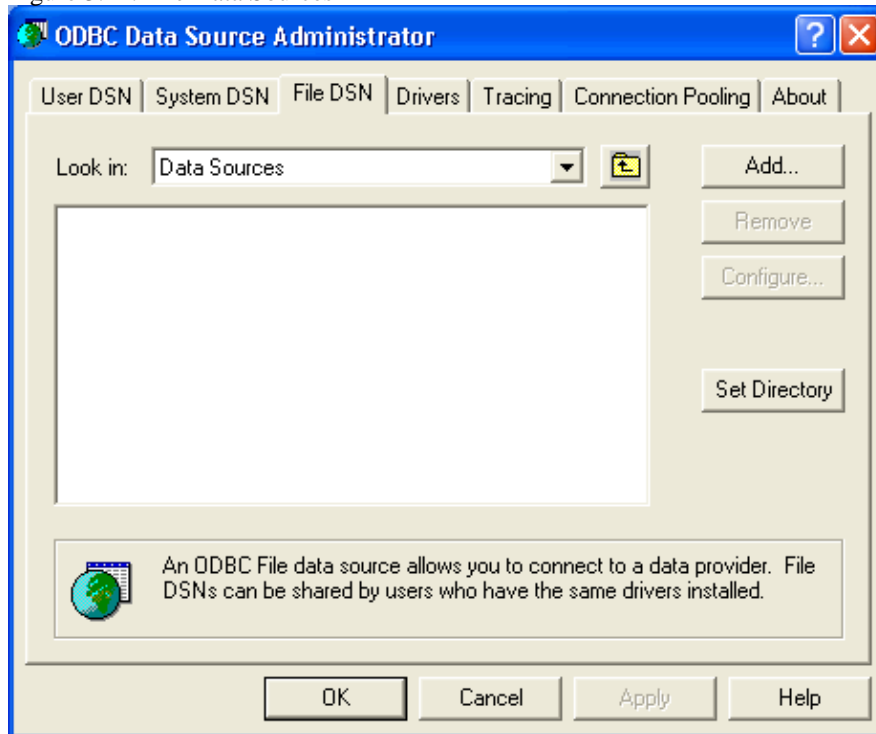 ODBC Data Source Administrator
User DSN System DSN File DSN Drivers Tracing Connection Pooling About
Look in: Data Sources Add...
Remove
Configure...
Set Directory
An ODBC File data source allows you to connect to a data provider. File
DSNs can be shared by users who have the same drivers installed.
OK Cancel Apply Help